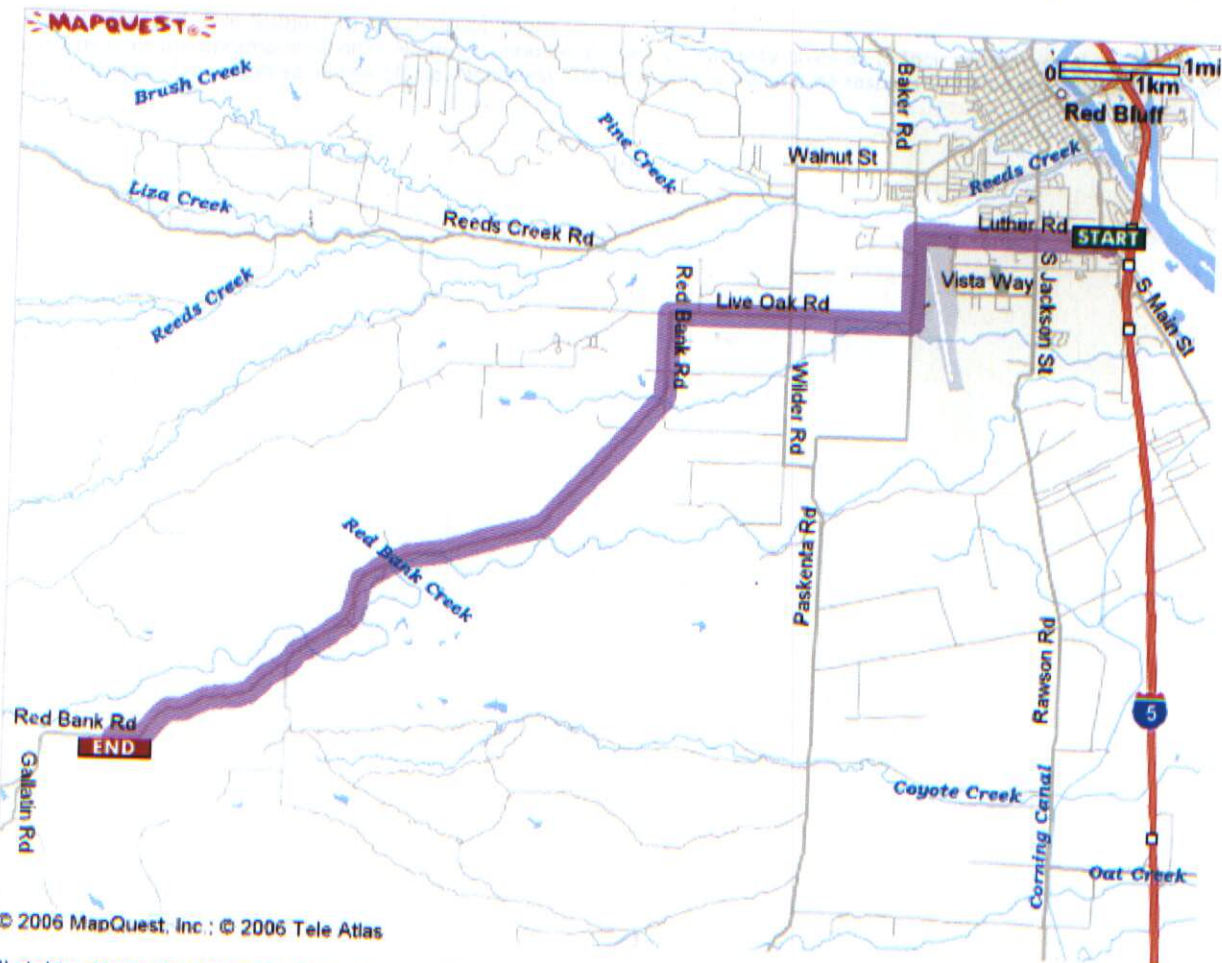 MAPQUEST®
0
1mi
1km
Red Bluff
Brush Creek
Baker Rd
Pine Creek
Walnut St
Reeds Creek
Liza Creek
Reeds Creek Rd
Luther Rd
START
Reeds Creek
Red Bank Rd
Live Oak Rd
Vista Way
S Jackson St
S Main St
Wilder Rd
Red Bank Creek
Paskenta Rd
Rawson Rd
Red Bank Rd
END
5
Gallatin Rd
Coyote Creek
Corning Canal
Oat Creek
© 2006 MapQuest, Inc.; © 2006 Tele Atlas